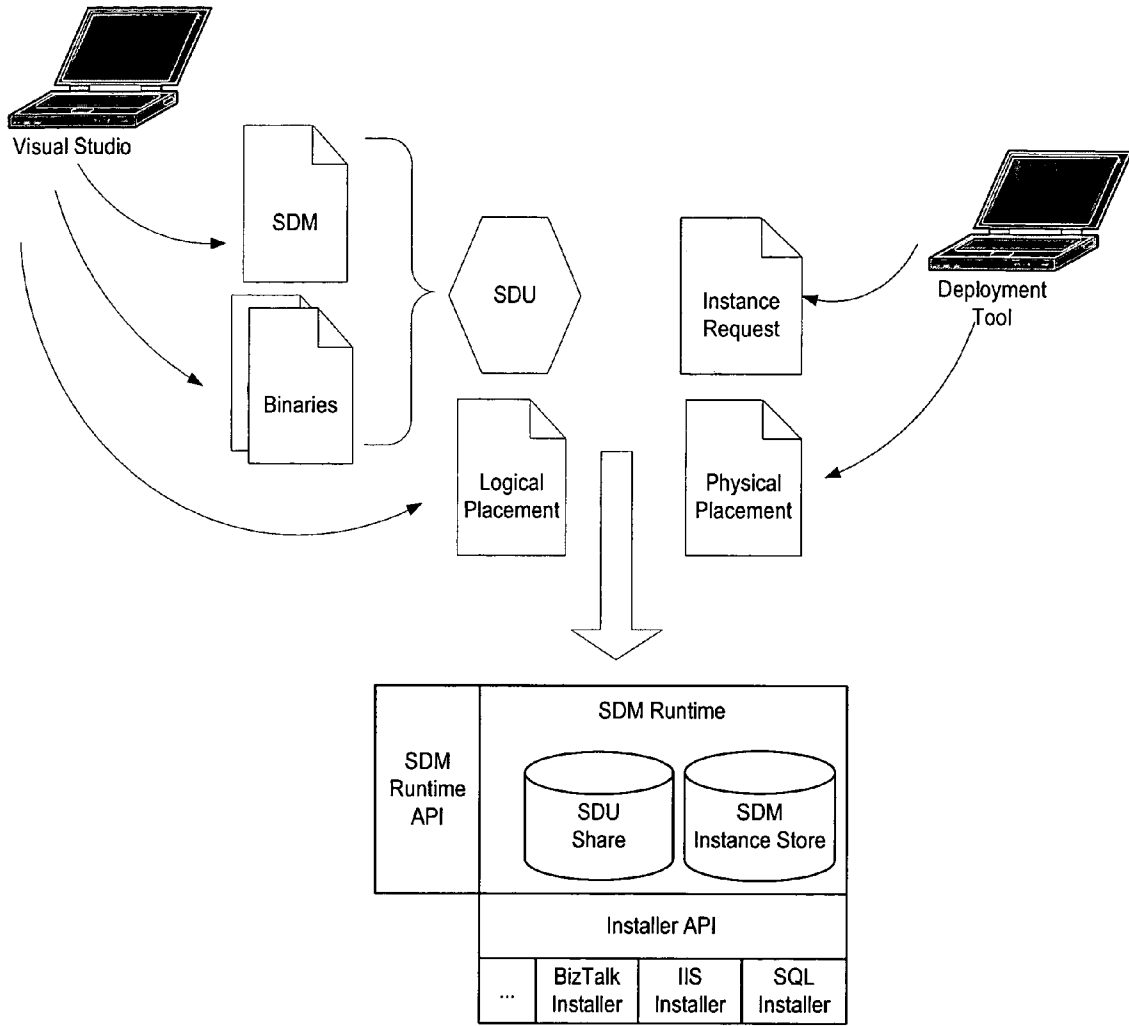 Visual Studio
SDM
Binaries
SDU
Logical
Placement
Instance
Request
Physical
Placement
Deployment
Tool
SDM
Runtime
API
SDM Runtime
SDU
Share
SDM
Instance Store
Installer API
...
BizTalk
Installer
IIS
Installer
SQL
Installer